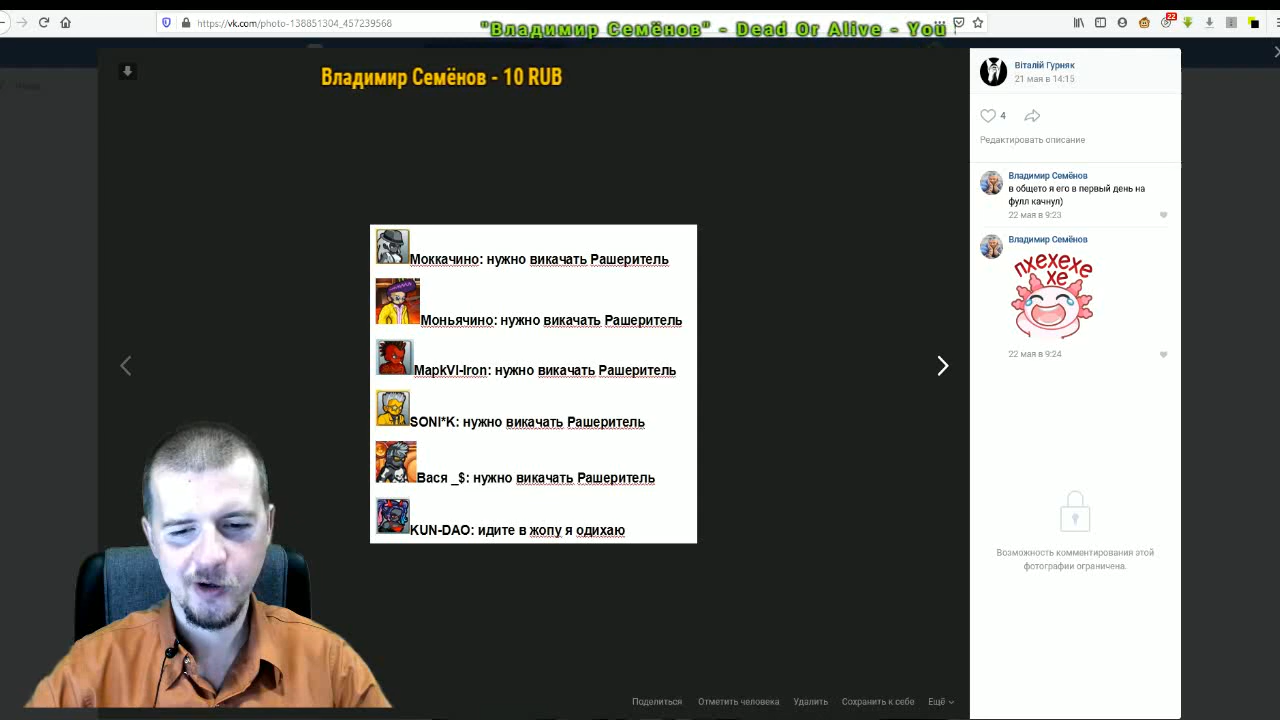 https://vk.com/photo-138851304_457239568
22
"Владимир Семёнов" - Dead Or Alive - You
Владимир Семёнов - 10 RUB
Віталій Гурняк
21 мая в 14:15
4
Редактировать описание
Владимир Семёнов
в общето я его в первый день на
фулл качнул)
22 мая в 9:23
Владимир Семёнов
пхехехе
хе
22 мая в 9:24
Моккачино: нужно викачать Рашеритель
Моньячино: нужно викачать Рашеритель
МаркVI-Iron: нужно викачать Рашеритель
SONI*K: нужно викачать Рашеритель
Вася _$: нужно викачать Рашеритель
KUN-DAO: идите в жопу я одихаю
Возможность комментирования этой
фотографии ограничена.
Поделиться Отметить человека Удалить Сохранить к себе Ещё